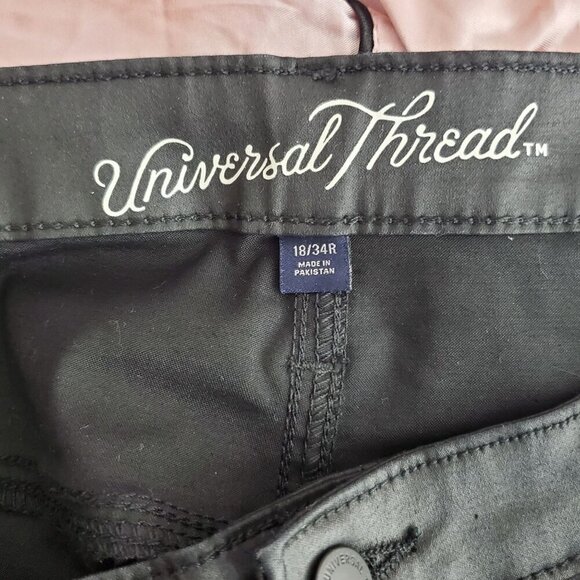 Universal Thread™
18/34R
MADE IN
PAKISTAN
UNIVERSAL